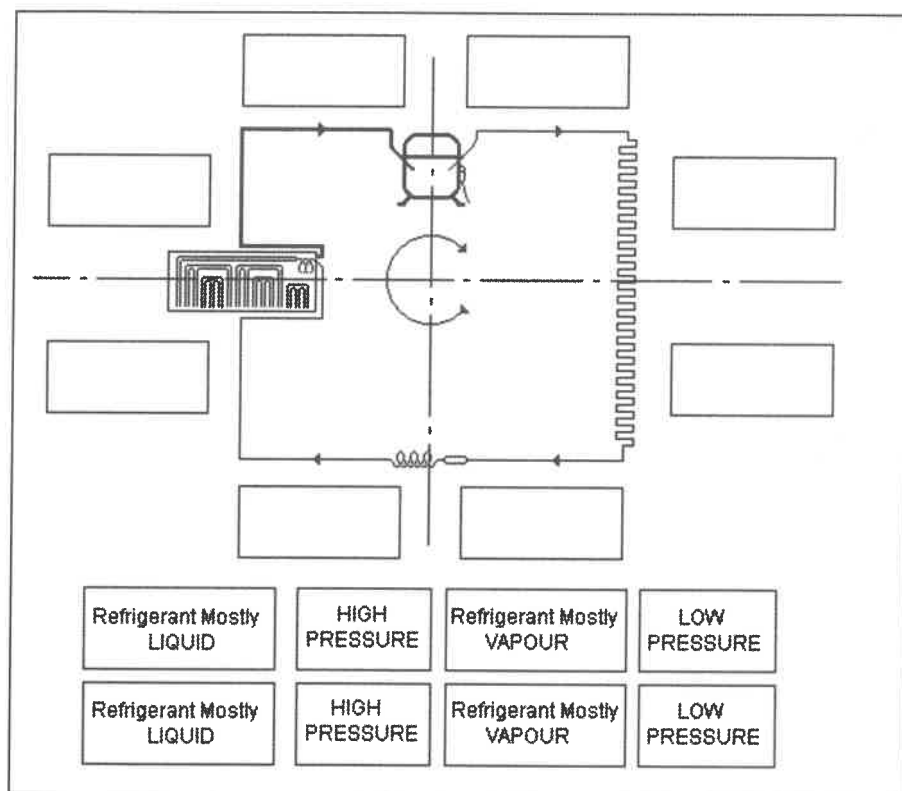 Refrigerant Mostly
LIQUID
HIGH
PRESSURE
Refrigerant Mostly
VAPOUR
LOW
PRESSURE
Refrigerant Mostly
LIQUID
HIGH
PRESSURE
Refrigerant Mostly
VAPOUR
LOW
PRESSURE